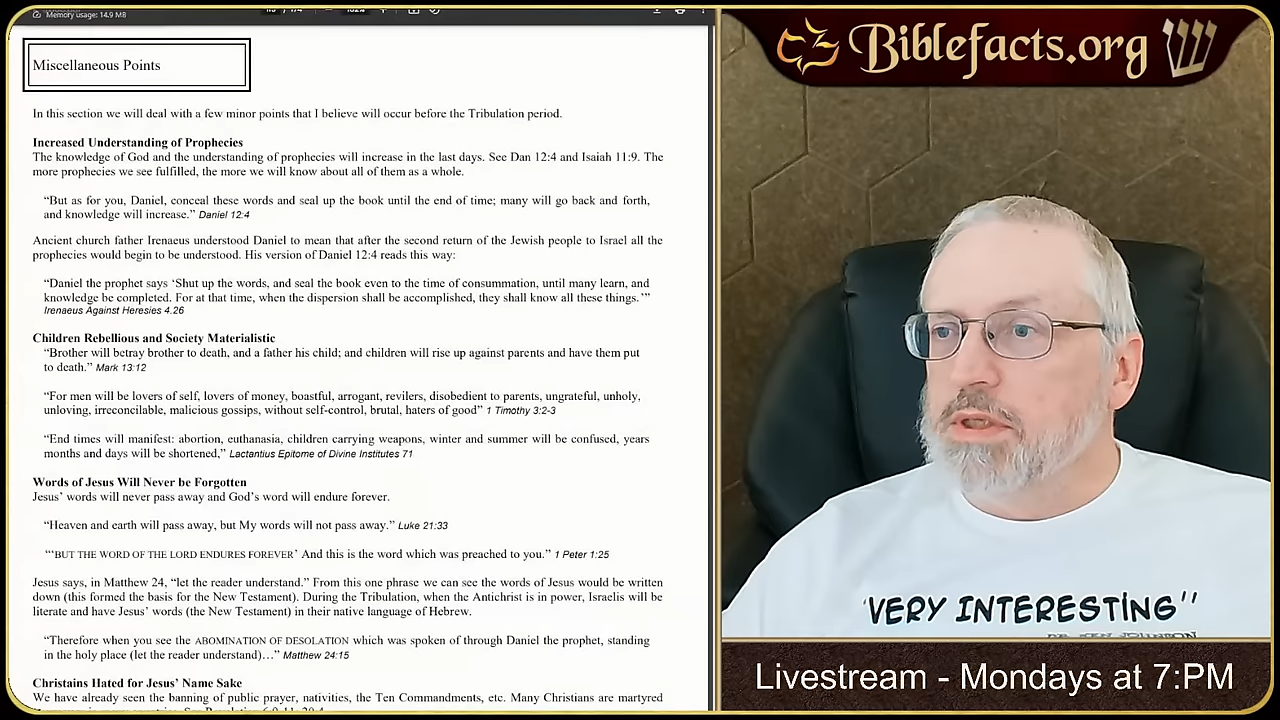 Memory usage: 14.9 MB
Miscellaneous Points
In this section we will deal with a few minor points that I believe will occur before the Tribulation period.
Increased Understanding of Prophecies
The knowledge of God and the understanding of prophecies will increase in the last days. See Dan 12:4 and Isaiah 11:9. The
more prophecies we see fulfilled, the more we will know about all of them as a whole.
“But as for you, Daniel, conceal these words and seal up the book until the end of time; many will go back and forth,
and knowledge will increase.” Daniel 12:4
Ancient church father Irenaeus understood Daniel to mean that after the second return of the Jewish people to Israel all the
prophecies would begin to be understood. His version of Daniel 12:4 reads this way:
“Daniel the prophet says ‘Shut up the words, and seal the book even to the time of consummation, until many learn, and
knowledge be completed. For at that time, when the dispersion shall be accomplished, they shall know all these things.’”
Irenaeus Against Heresies 4.26
Children Rebellious and Society Materialistic
“Brother will betray brother to death, and a father his child; and children will rise up against parents and have them put
to death.” Mark 13:12
“For men will be lovers of self, lovers of money, boastful, arrogant, revilers, disobedient to parents, ungrateful, unholy,
unloving, irreconcilable, malicious gossips, without self-control, brutal, haters of good” 1 Timothy 3:2-3
“End times will manifest: abortion, euthanasia, children carrying weapons, winter and summer will be confused, years
months and days will be shortened,” Lactantius Epitome of Divine Institutes 71
Words of Jesus Will Never be Forgotten
Jesus’ words will never pass away and God’s word will endure forever.
“Heaven and earth will pass away, but My words will not pass away.” Luke 21:33
“‘BUT THE WORD OF THE LORD ENDURES FOREVER’ And this is the word which was preached to you.” 1 Peter 1:25
Jesus says, in Matthew 24, “let the reader understand.” From this one phrase we can see the words of Jesus would be written
down (this formed the basis for the New Testament). During the Tribulation, when the Antichrist is in power, Israelis will be
literate and have Jesus’ words (the New Testament) in their native language of Hebrew.
“Therefore when you see the ABOMINATION OF DESOLATION which was spoken of through Daniel the prophet, standing
in the holy place (let the reader understand)…” Matthew 24:15
Christains Hated for Jesus’ Name Sake
We have already seen the banning of public prayer, nativities, the Ten Commandments, etc. Many Christians are martyred
Biblefacts.org ש
'VERY INTERESTING''
Livestream - Mondays at 7:PM